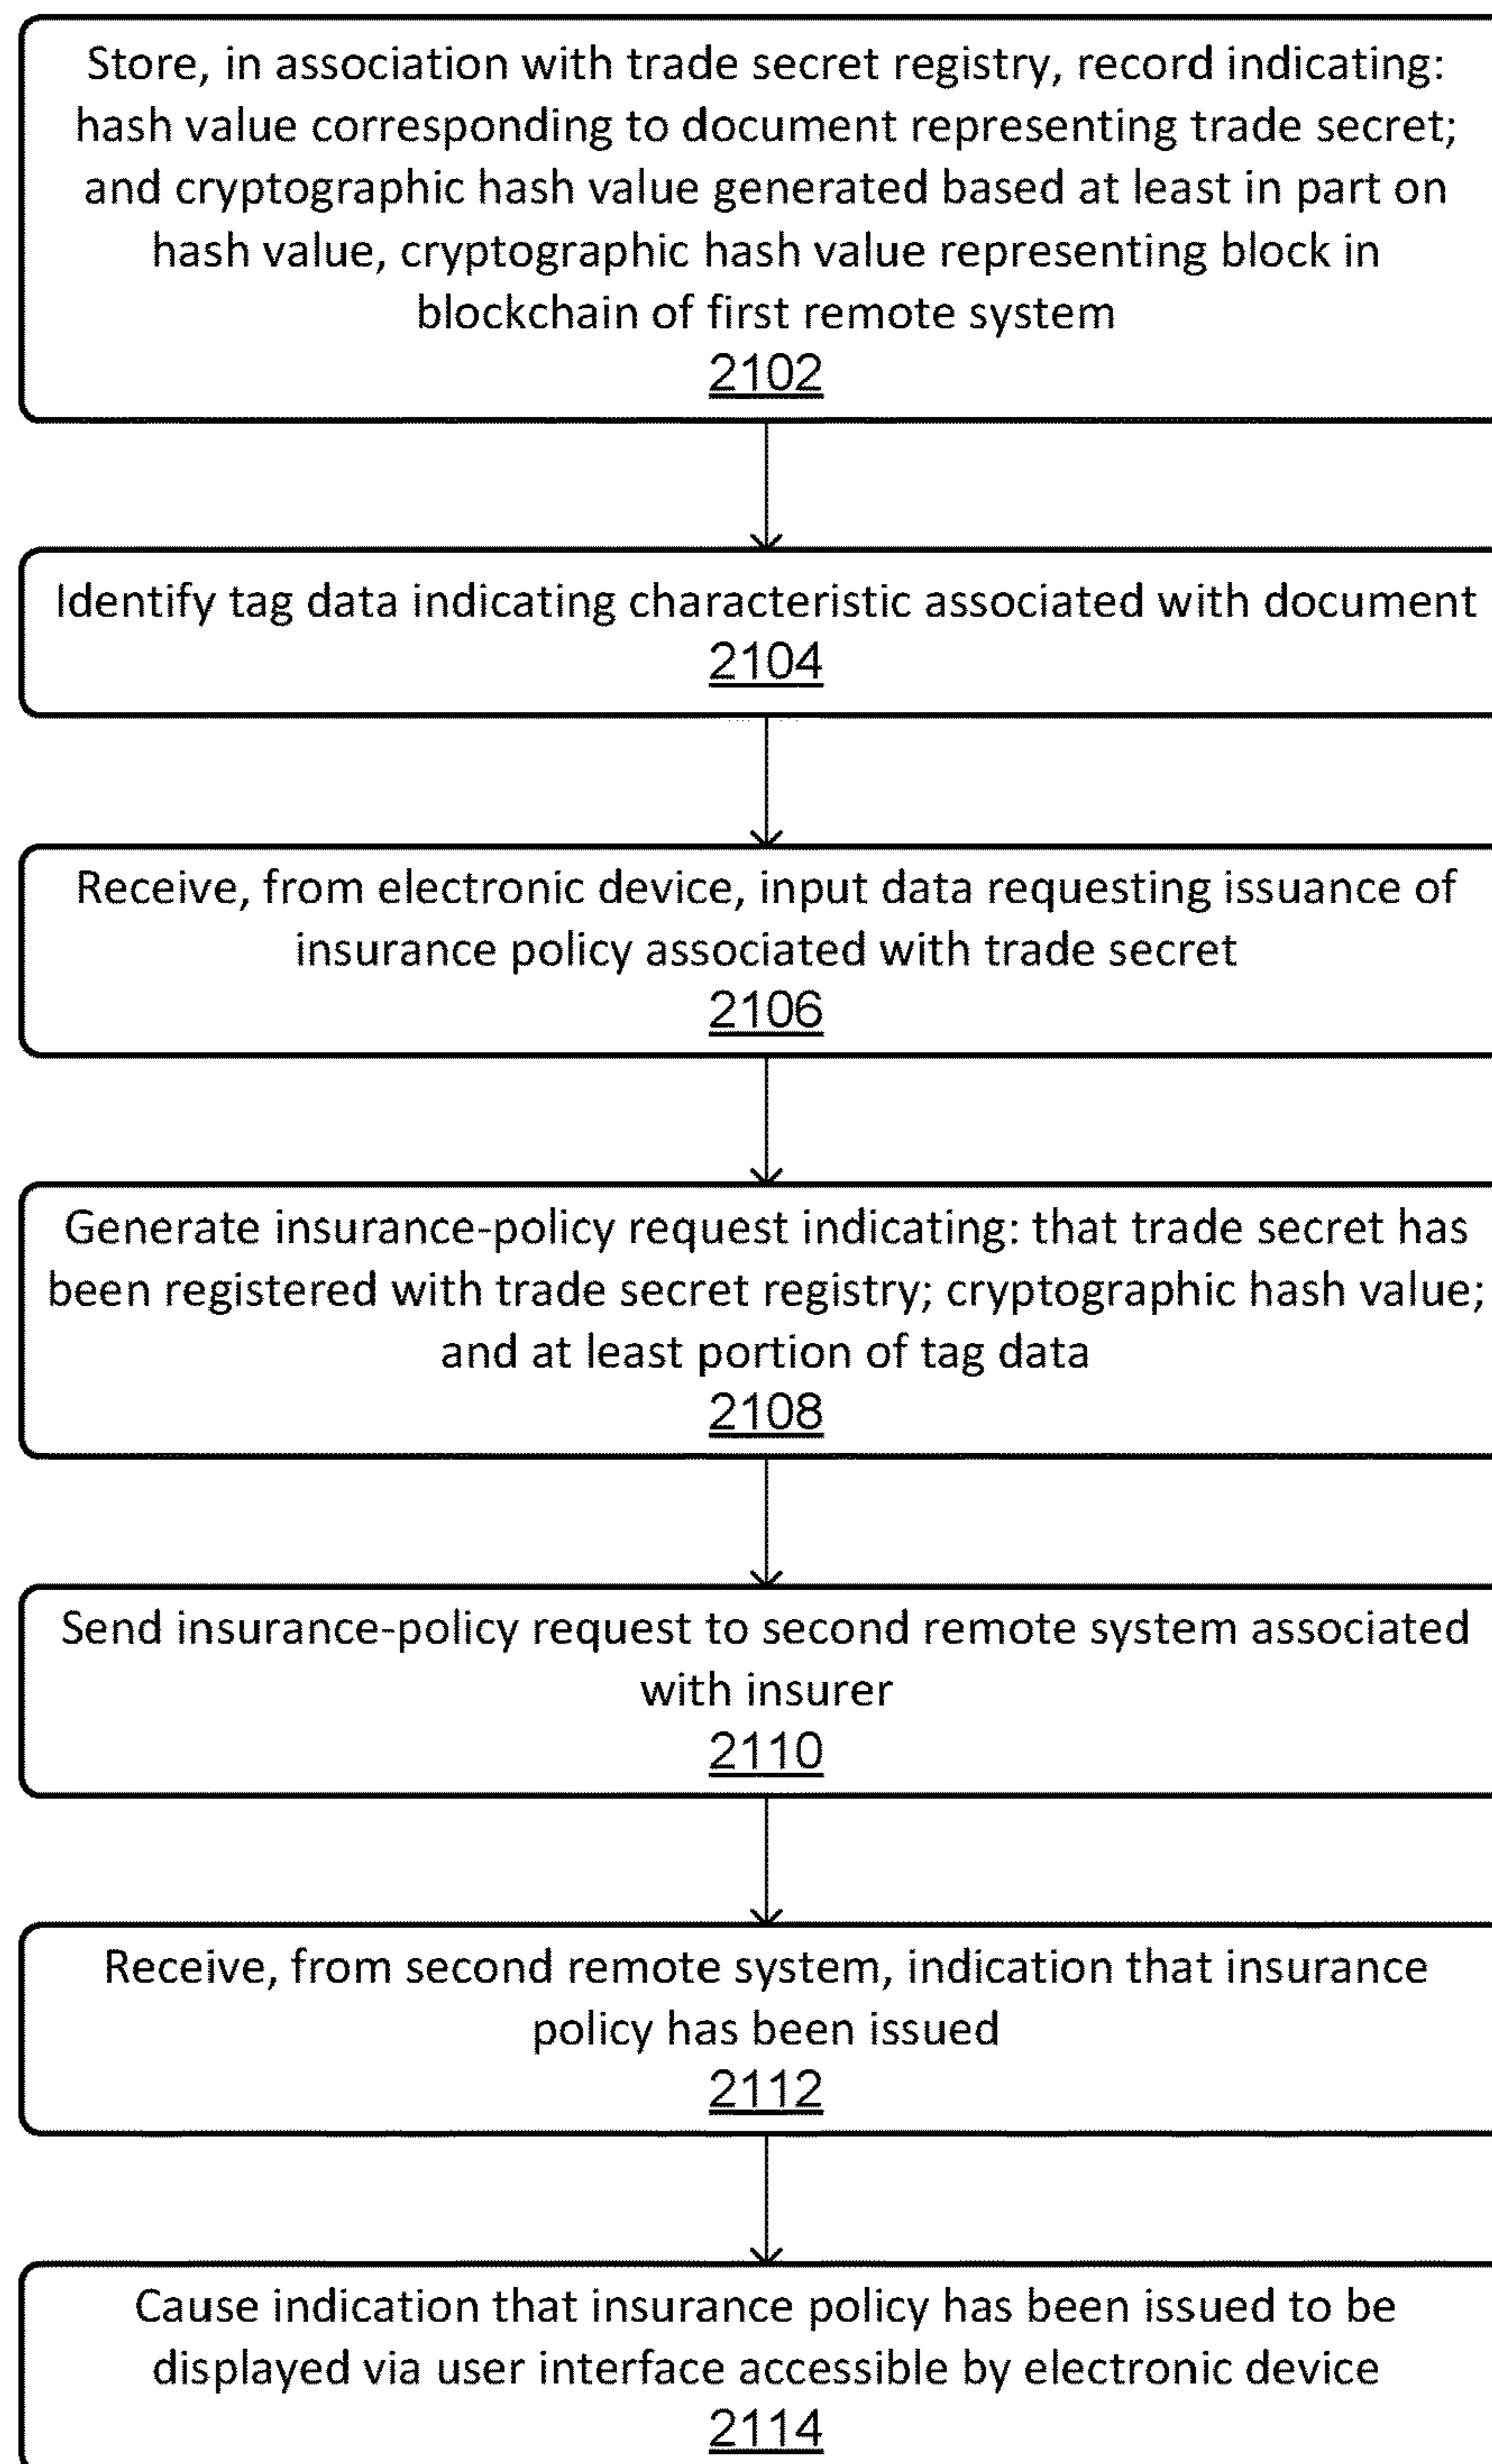 Store, in association with trade secret registry, record indicating:
hash value corresponding to document representing trade secret;
and cryptographic hash value generated based at least in part on
hash value, cryptographic hash value representing block in
blockchain of first remote system
2102
Identify tag data indicating characteristic associated with document
2104
Receive, from electronic device, input data requesting issuance of
insurance policy associated with trade secret
2106
Generate insurance-policy request indicating: that trade secret has
been registered with trade secret registry; cryptographic hash value;
and at least portion of tag data
2108
Send insurance-policy request to second remote system associated
with insurer
2110
Receive, from second remote system, indication that insurance
policy has been issued
2112
Cause indication that insurance policy has been issued to be
displayed via user interface accessible by electronic device
2114